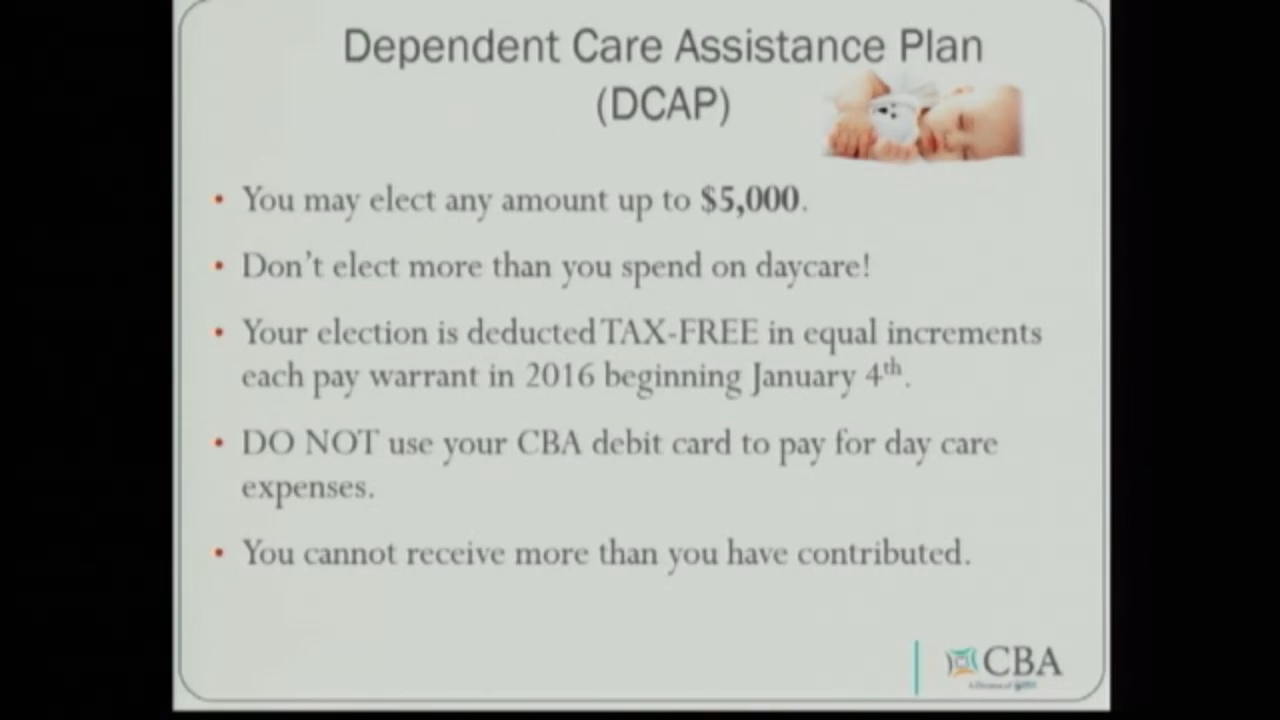 Dependent Care Assistance Plan
(DCAP)
• You may elect any amount up to $5,000.
• Don't elect more than you spend on daycare!
• Your election is deducted TAX-FREE in equal increments
each pay warrant in 2016 beginning January 4th.
• DO NOT use your CBA debit card to pay for day care
expenses.
• You cannot receive more than you have contributed.
CBA
A Division of